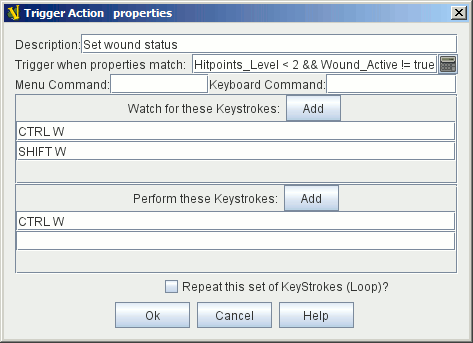 Trigger Action properties
Description: Set wound status
Trigger when properties match: Hitpoints_Level < 2 && Wound_Active != true
Menu Command: Keyboard Command:
Watch for these Keystrokes: Add
CTRL W
SHIFT W
Perform these Keystrokes: Add
CTRL W
Repeat this set of KeyStrokes (Loop)?
Ok Cancel Help